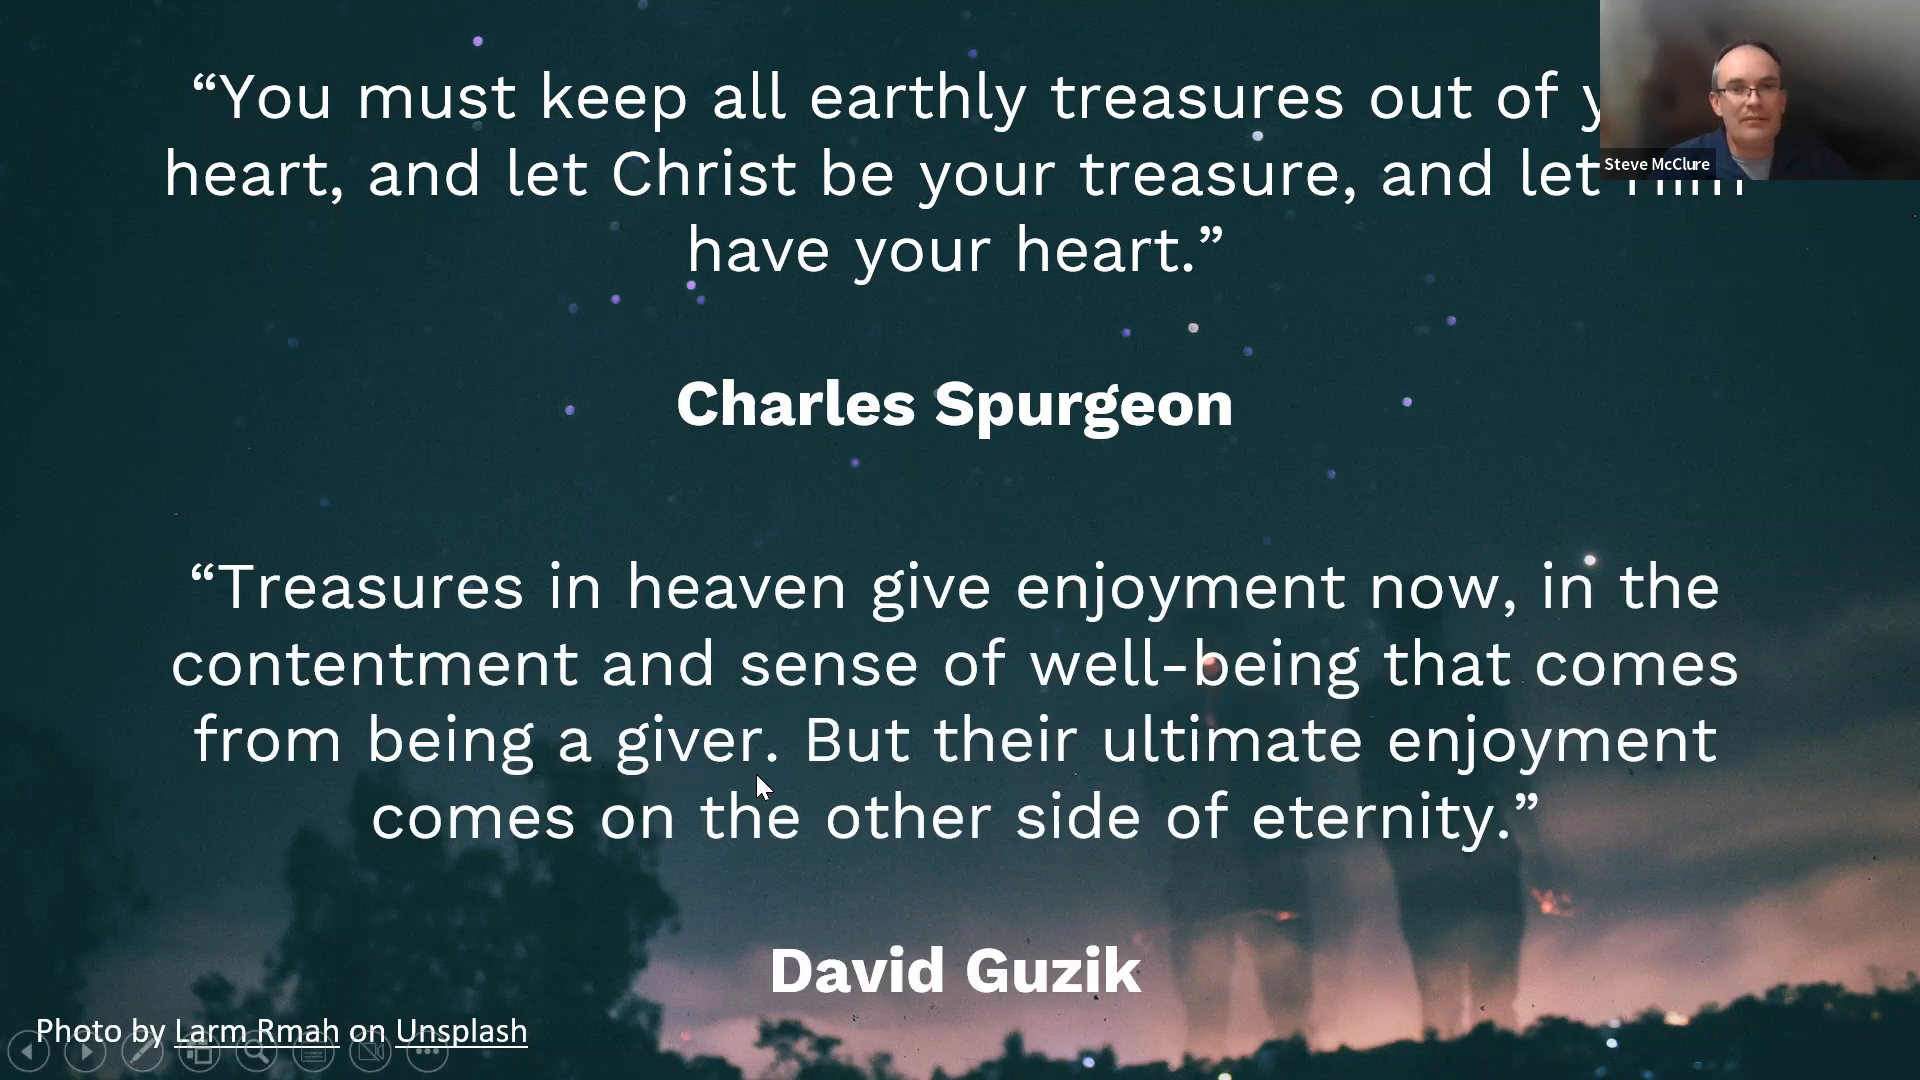 “You must keep all earthly treasures out of
heart, and let Christ be your treasure, and let Him
have your heart.”
Charles Spurgeon
“Treasures in heaven give enjoyment now, in the
contentment and sense of well-being that comes
from being a giver. But their ultimate enjoyment
comes on the other side of eternity.”
David Guzik
Photo by Larm Rmah on Unsplash
Steve McClure